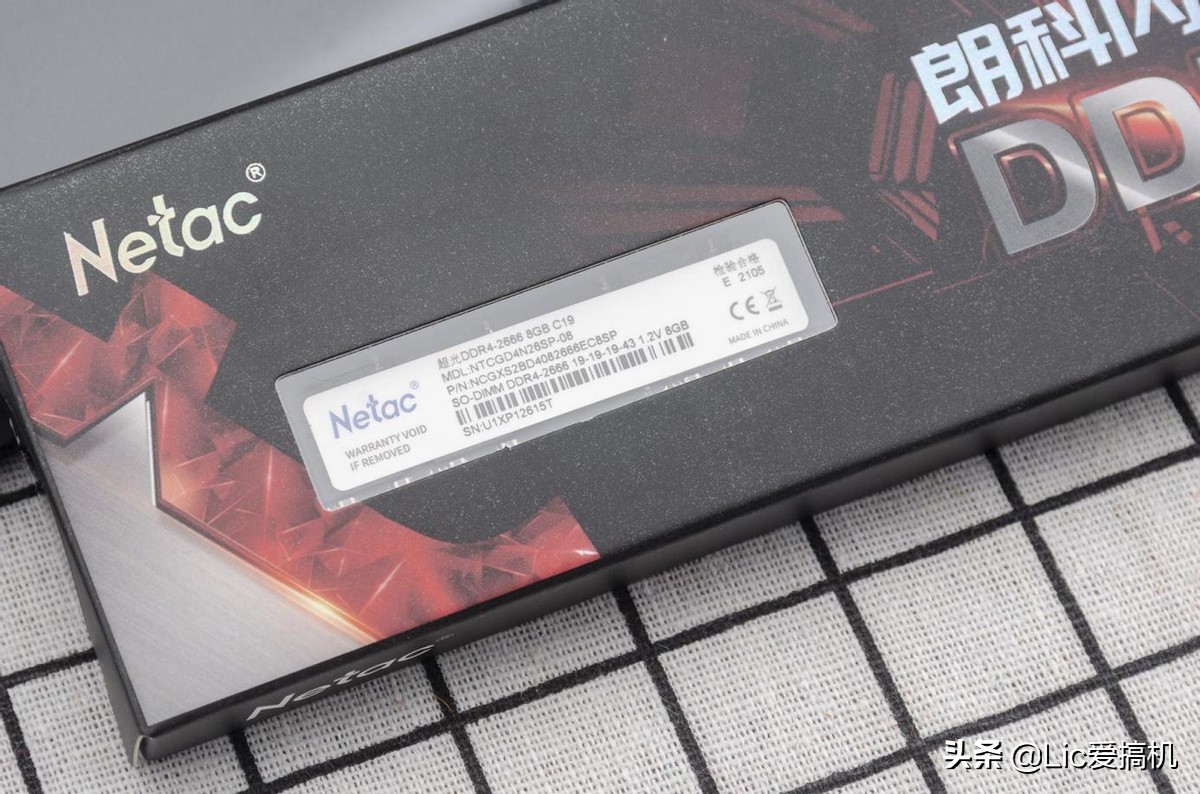 朗科
DD
Netac®
检验合格
E 2105
超光DDR4-2666 8GB C19
MDL:NTCGD4N26SP-08
P/N:NCGXS2BD4082666EC8SP
SO-DIMM DDR4-2666 19-19-19-43 1.2V 8GB
SN:U1XP12615T
CE
MADE IN CHINA
Netac®
WARRANTY VOID
IF REMOVED
Netac
头条 @Lic爱搞机